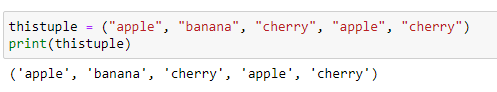 thistuple = ("apple", "banana", "cherry", "apple", "cherry")
print(thistuple)
('apple', 'banana', 'cherry', 'apple', 'cherry')